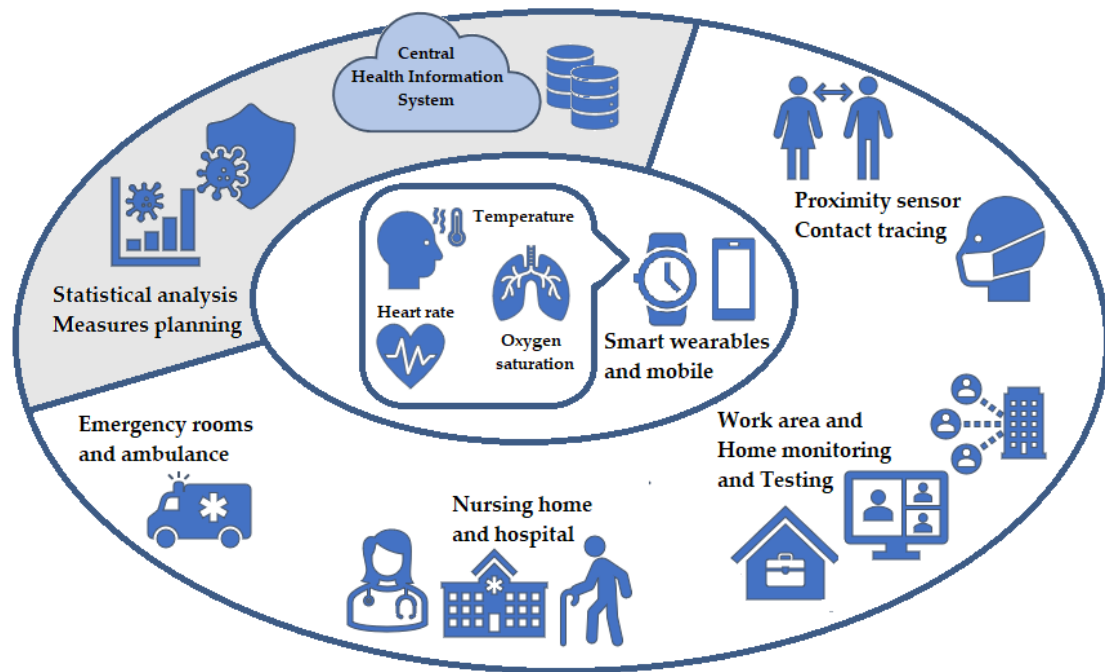 Central
Health Information
System
Proximity sensor
Contact tracing
Temperature
Heart rate
Oxygen
saturation
Smart wearables
and mobile
Statistical analysis
Measures planning
Emergency rooms
and ambulance
Work area and
Home monitoring
and Testing
Nursing home
and hospital